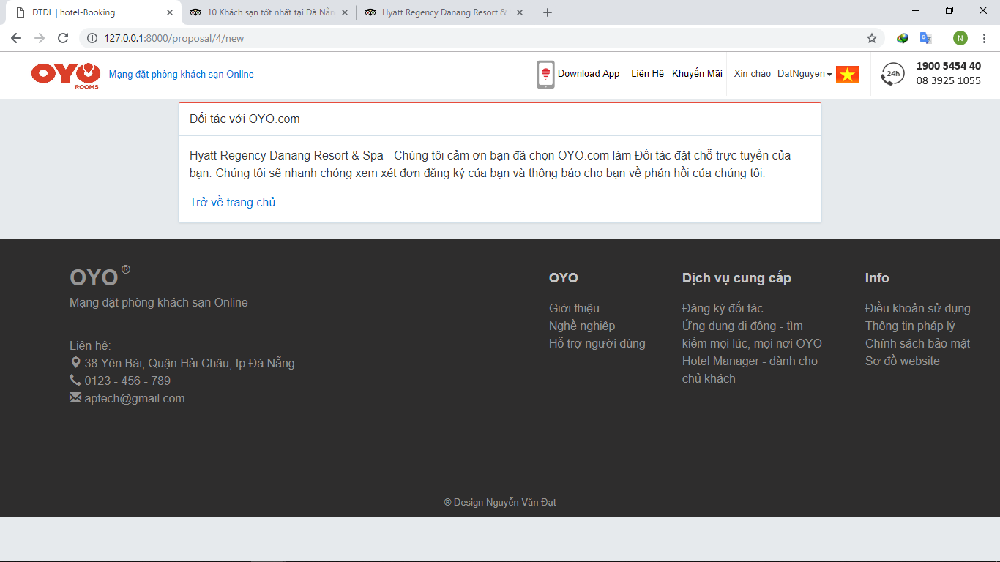 DTDL | hotel-Booking
10 Khách sạn tốt nhất tại Đà Nẵn
Hyatt Regency Danang Resort &
127.0.0.1:8000/proposal/4/new
N
OYO
ROOMS
Mạng đặt phòng khách sạn Online
Download App
Liên Hệ
Khuyến Mãi
Xin chào DatNguyen
24h
1900 5454 40
08 3925 1055
Đối tác với OYO.com
Hyatt Regency Danang Resort & Spa - Chúng tôi cảm ơn bạn đã chọn OYO.com làm Đối tác đặt chỗ trực tuyến của
bạn. Chúng tôi sẽ nhanh chóng xem xét đơn đăng ký của bạn và thông báo cho bạn về phản hồi của chúng tôi.
Trở về trang chủ
OYO ®
Mạng đặt phòng khách sạn Online
Liên hệ:
38 Yên Bái, Quận Hải Châu, tp Đà Nẵng
0123 - 456 - 789
aptech@gmail.com
OYO
Giới thiệu
Nghề nghiệp
Hỗ trợ người dùng
Dịch vụ cung cấp
Đăng ký đối tác
Ứng dụng di động - tìm
kiếm mọi lúc, mọi nơi OYO
Hotel Manager - dành cho
chủ khách
Info
Điều khoản sử dụng
Thông tin pháp lý
Chính sách bảo mật
Sơ đồ website
® Design Nguyễn Văn Đạt